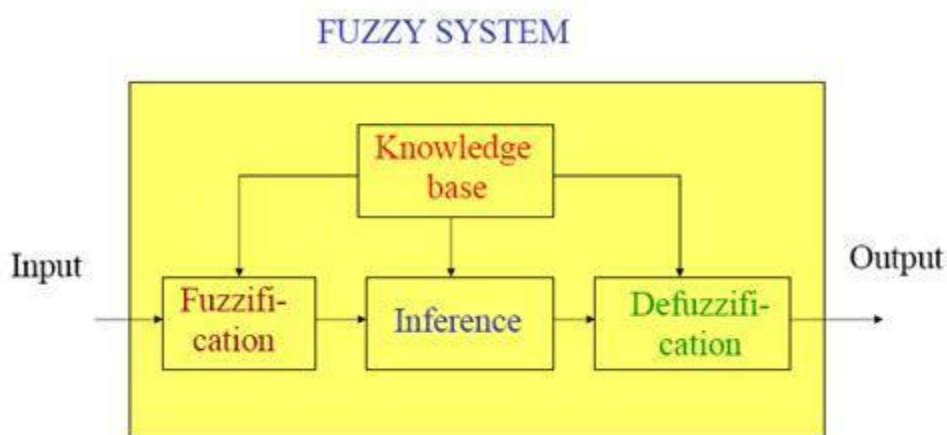 FUZZY SYSTEM
Knowledge
base
Input
Output
Fuzzifi-
cation
Inference
Defuzzifi-
cation